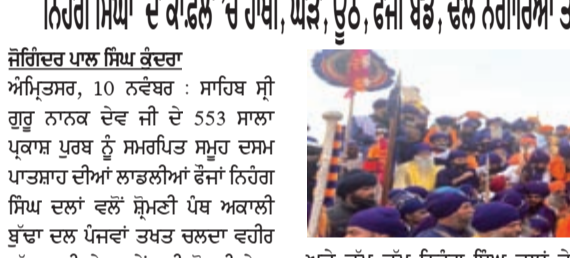 ਨਿਹੰਗ ਸਿੰਘਾਂ ਦੇ ਕਾਫ਼ਲੇ 'ਚ ਹਾਥੀ, ਘੋੜੇ, ਊਠ, ਫੌਜੀ ਬੈਂਡ, ਢੋਲ ਨਗਾਰਿਆਂ
ਜੋਗਿੰਦਰ ਪਾਲ ਸਿੰਘ ਕੁੰਦਰਾ
ਅੰਮ੍ਰਿਤਸਰ, 10 ਨਵੰਬਰ : ਸਾਹਿਬ ਸ੍ਰੀ
ਗੁਰੂ ਨਾਨਕ ਦੇਵ ਜੀ ਦੇ 553 ਸਾਲਾ
ਪ੍ਰਕਾਸ਼ ਪੁਰਬ ਨੂੰ ਸਮਰਪਿਤ ਸਮੂਹ ਦਸਮ
ਪਾਤਸ਼ਾਹ ਦੀਆਂ ਲਾਡਲੀਆਂ ਫੌਜਾਂ ਨਿਹੰਗ
ਸਿੰਘ ਦਲਾਂ ਵਲੋਂ ਸ਼੍ਰੋਮਣੀ ਪੰਥ ਅਕਾਲੀ
ਬੁੱਢਾ ਦਲ ਪੰਜਵਾਂ ਤਖਤ ਚਲਦਾ ਵਹੀਰ